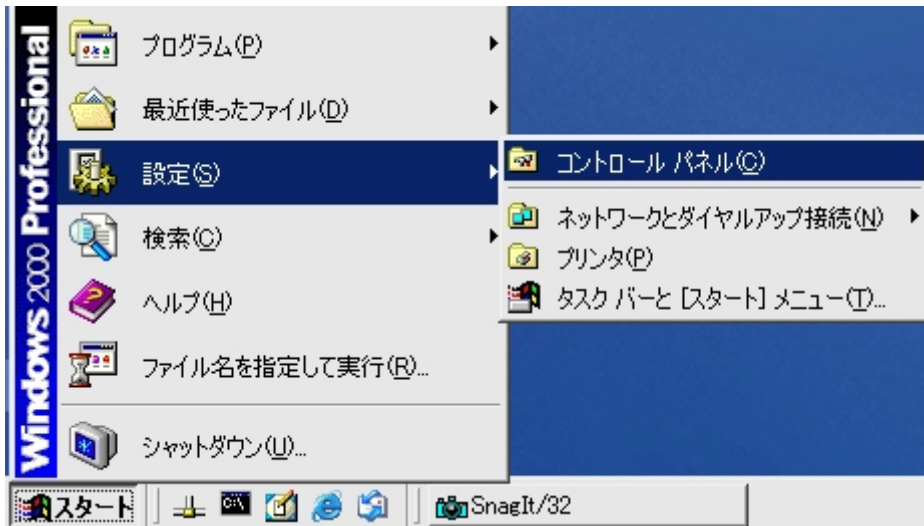 Windows 2000 Professional
プログラム(P)
最近使ったファイル(D)
設定(S)
検索(C)
ヘルプ(H)
ファイル名を指定して実行(R)...
シャットダウン(U)...
コントロール パネル(C)
ネットワークとダイヤルアップ接続(N)
プリンタ(P)
タスク バーと [スタート] メニュー(T)...
スタート
SnagIt/32